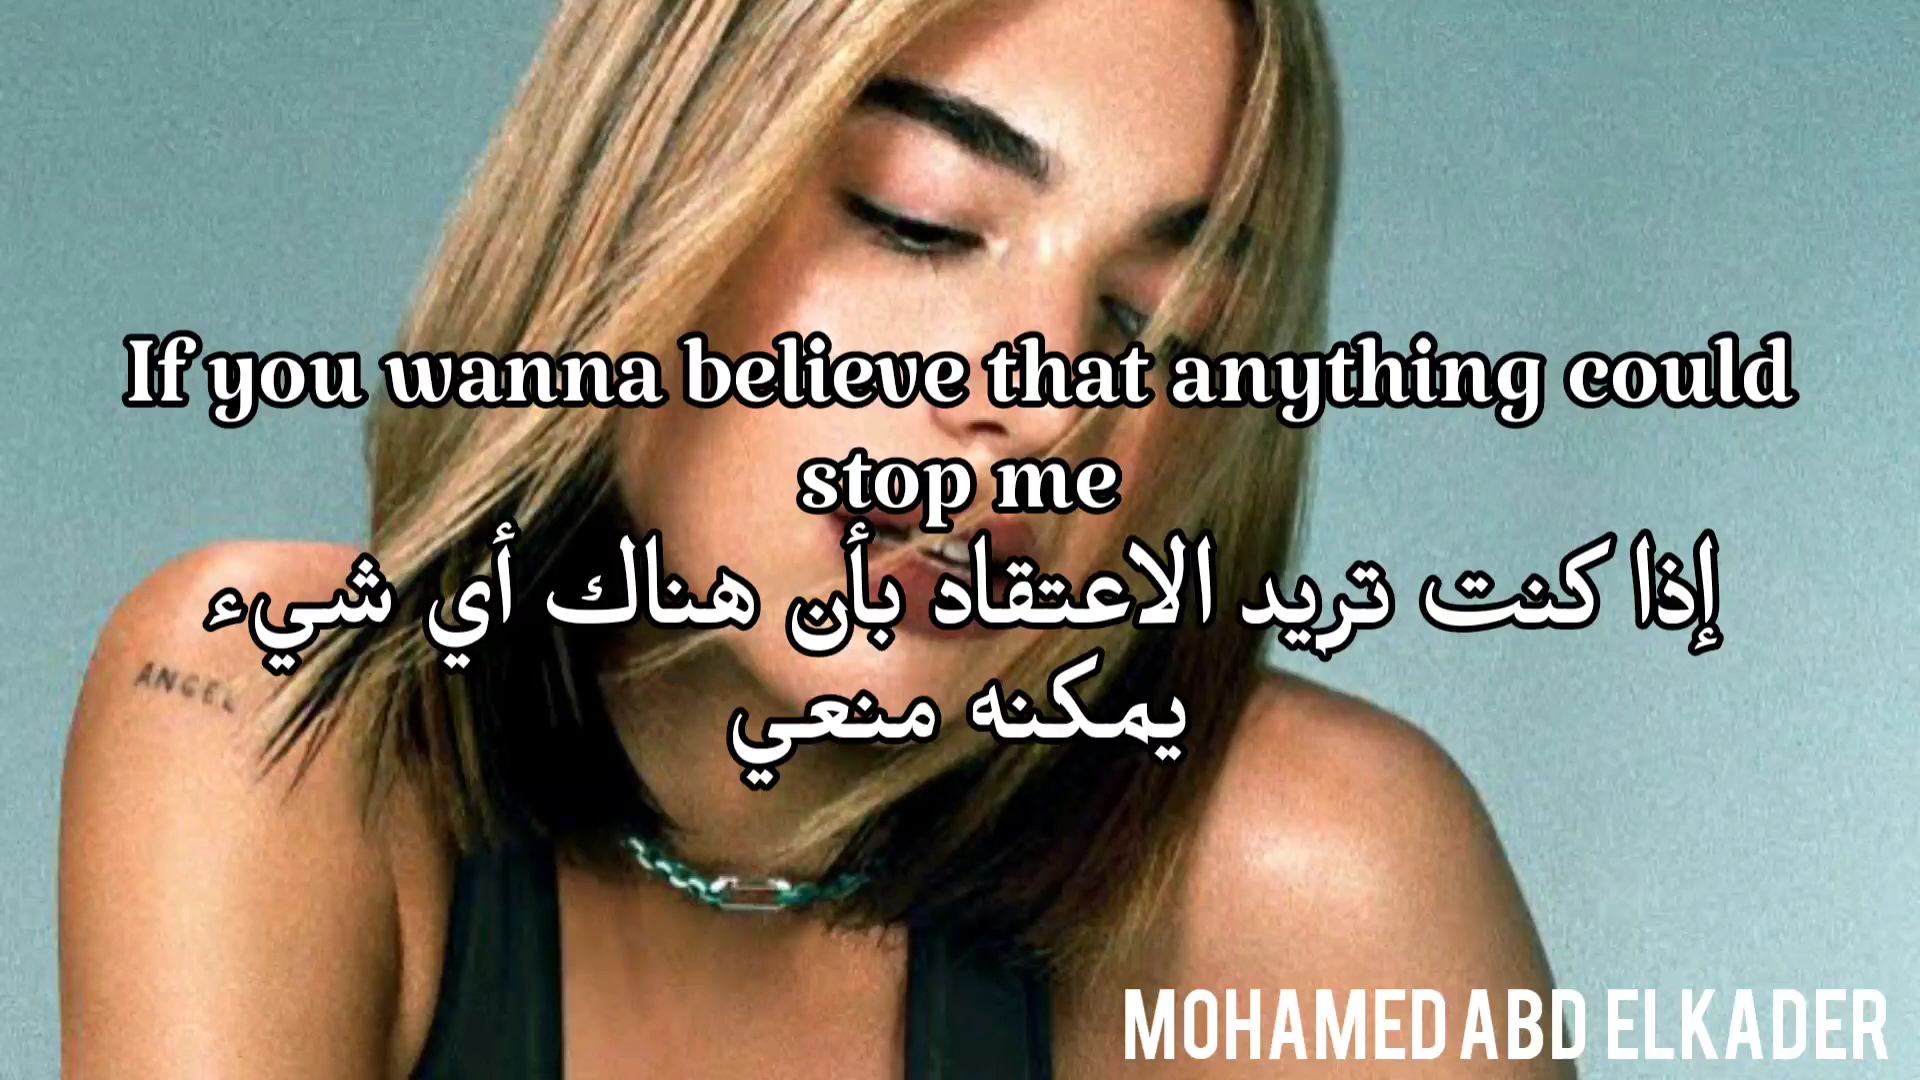 If you wanna believe that anything could
stop me
إذا كنت تريد الاعتقاد بأن هناك أي شيء
يمكنه منعي
ANGEL
MOHAMED ABD ELKADER